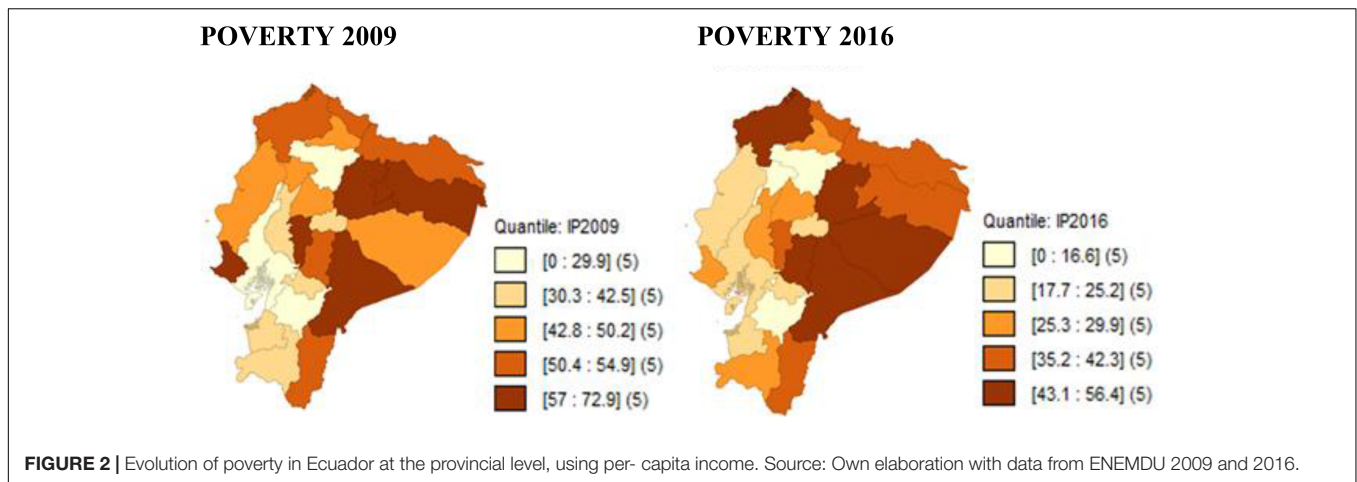 POVERTY 2009
Quantile: IP2009
[0 : 29.9] (5)
[30.3 : 42.5] (5)
[42.8 : 50.2] (5)
[50.4 : 54.9] (5)
[57 : 72.9] (5)
POVERTY 2016
Quantile: IP2016
[0 : 16.6] (5)
[17.7 : 25.2] (5)
[25.3 : 29.9] (5)
[35.2 : 42.3] (5)
[43.1 : 56.4] (5)
FIGURE 2 | Evolution of poverty in Ecuador at the provincial level, using per- capita income. Source: Own elaboration with data from ENEMDU 2009 and 2016.